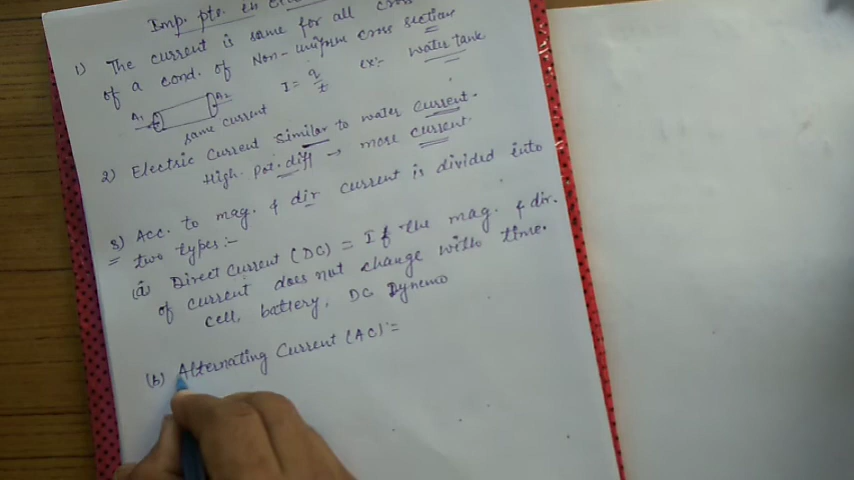 Imp. pts. in
1) The current is same for all
of a cond. of Non-uniform cross section
I = q/t ex:- water tank
A1 A2
same current
2) Electric Current similar to water current.
High Pot. diff → more current.
3) Acc. to mag. & dir current is divided into
two types:-
(a) Direct Current (DC) = If the mag. & dir.
of current does not change with time.
cell, battery, DC Dynemo
(b) Alternating Current (AC) :=